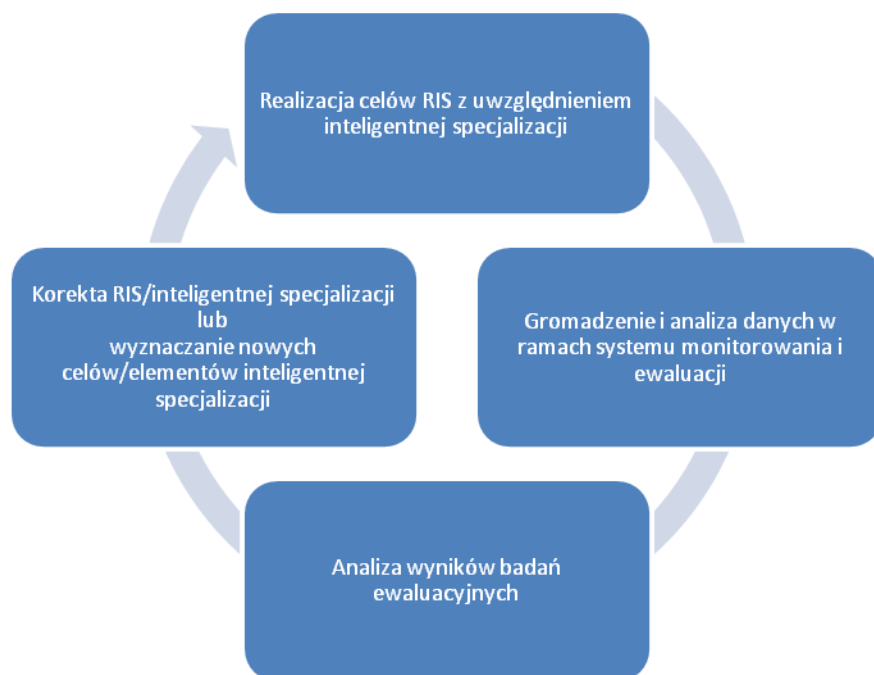 Realizacja celów RIS z uwzględnieniem
inteligentnej specjalizacji
Gromadzenie i analiza danych w
ramach systemu monitorowania i
ewaluacji
Analiza wyników badań
ewaluacyjnych
Korekta RIS/inteligentnej specjalizacji
lub
wyznaczanie nowych
celów/elementów inteligentnej
specjalizacji